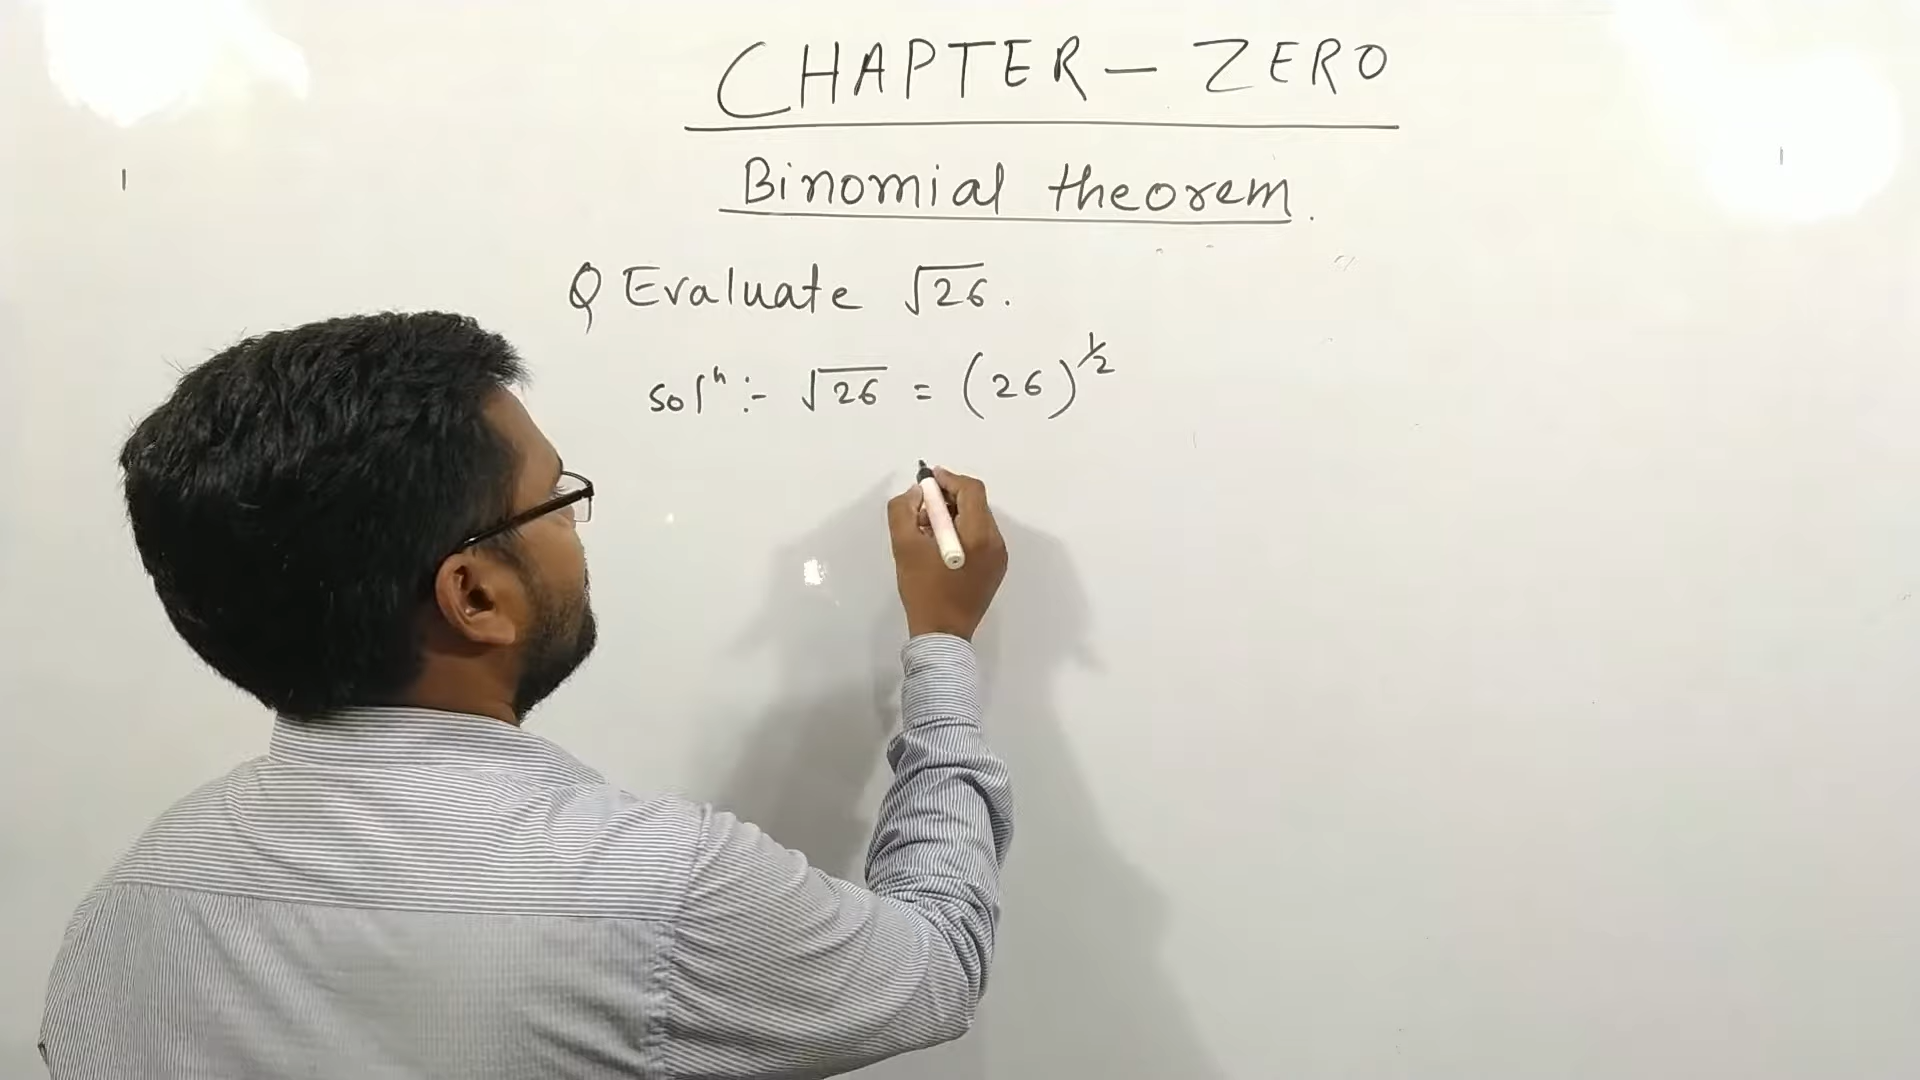 CHAPTER - ZERO
Binomial theorem.
Q Evaluate √26.
solⁿ :- √26 = (26)^1/2